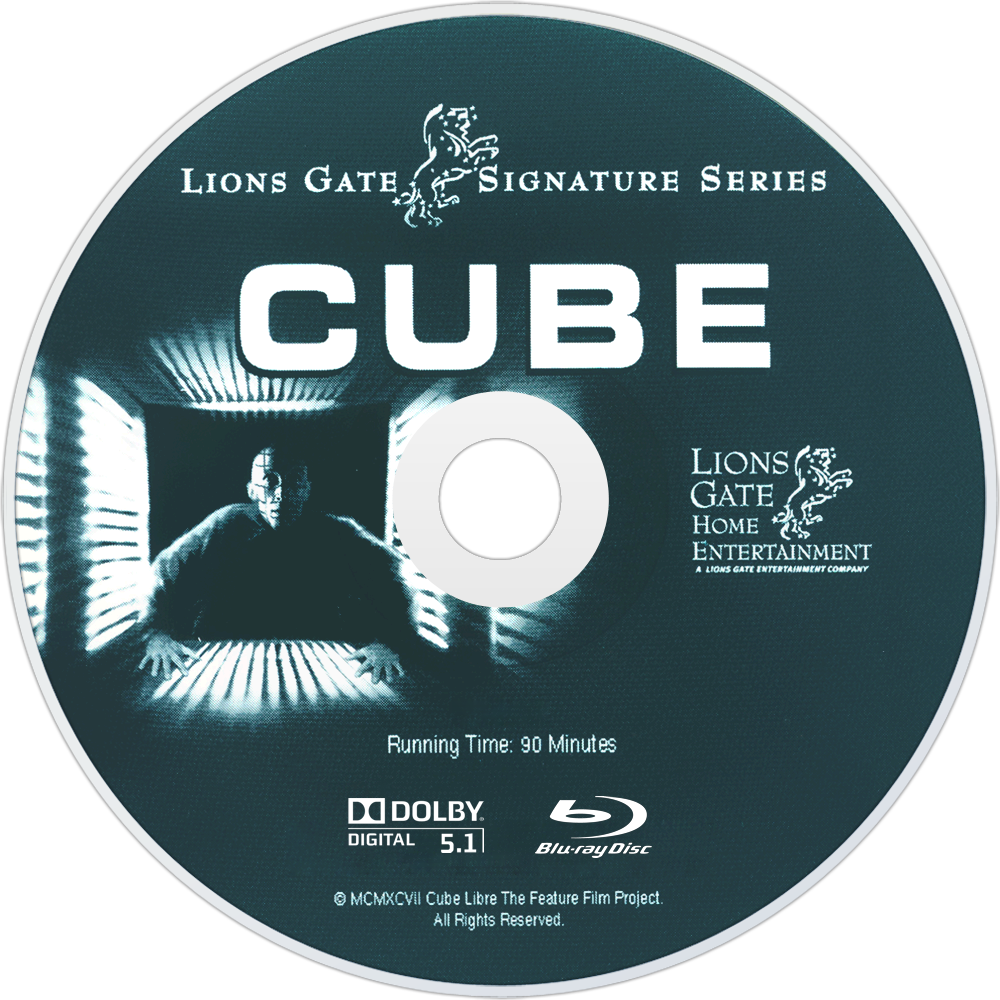 LIONS GATE SIGNATURE SERIES
CUBE
LIONS
GATE
HOME
ENTERTAINMENT
A LIONS GATE ENTERTAINMENT COMPANY
Running Time: 90 Minutes
DOLBY
DIGITAL 5.1
Blu-ray Disc
© MCMXCVII Cube Libre The Feature Film Project.
All Rights Reserved.